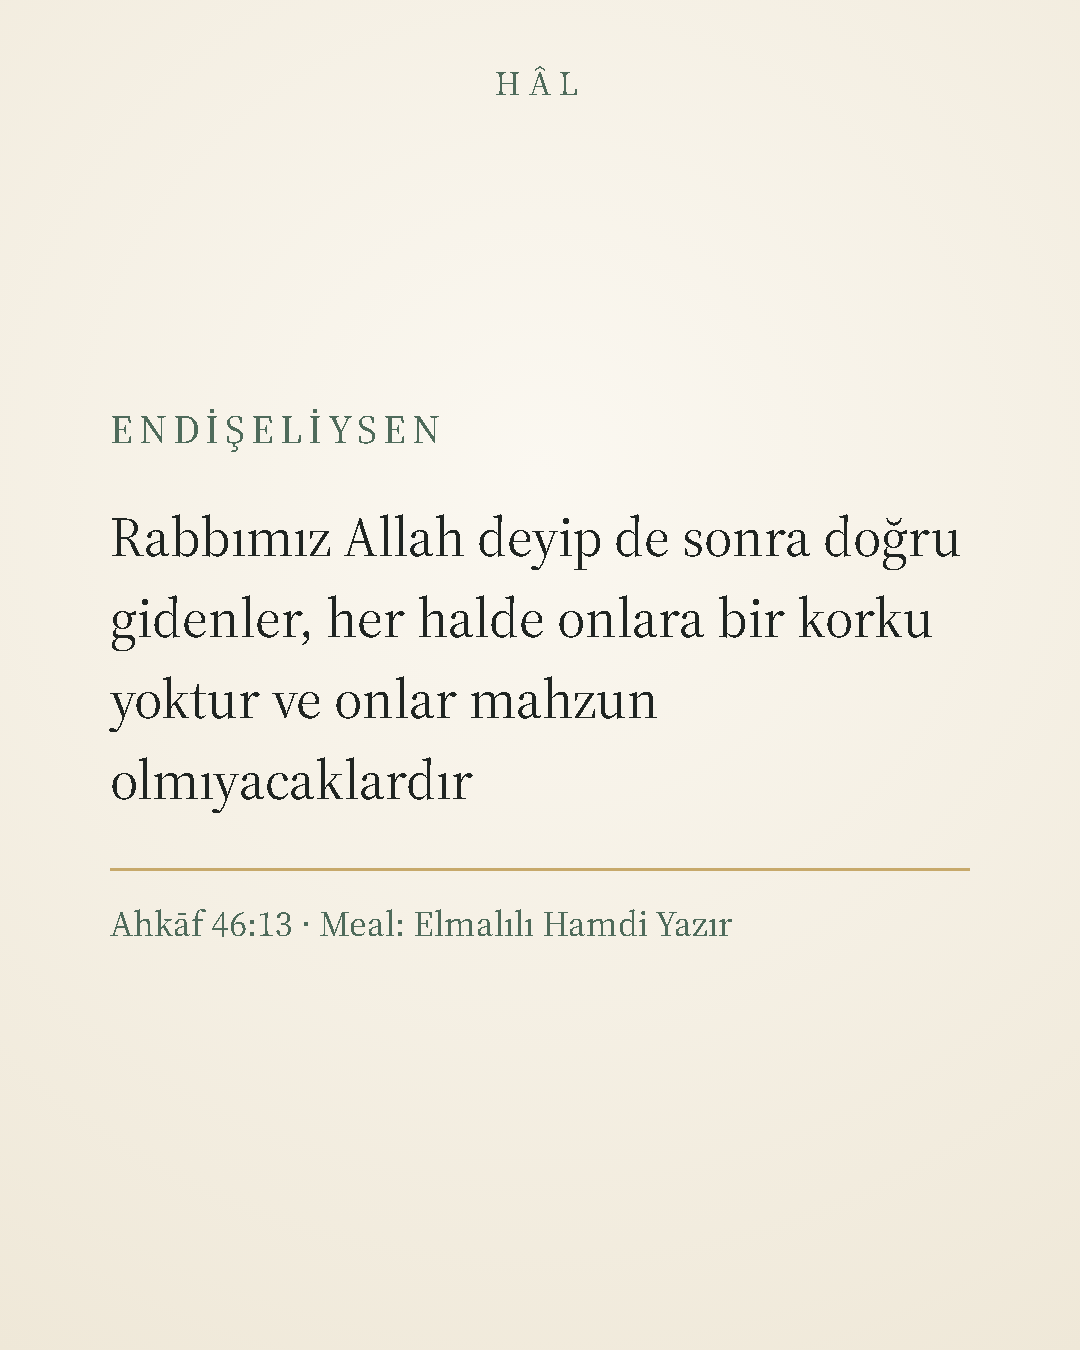 HÂL
ENDİŞELİYSEN
Rabbımız Allah deyip de sonra doğru
gidenler, her halde onlara bir korku
yoktur ve onlar mahzun
olmıyacaklardır
Ahkāf 46:13 · Meal: Elmalılı Hamdi Yazır